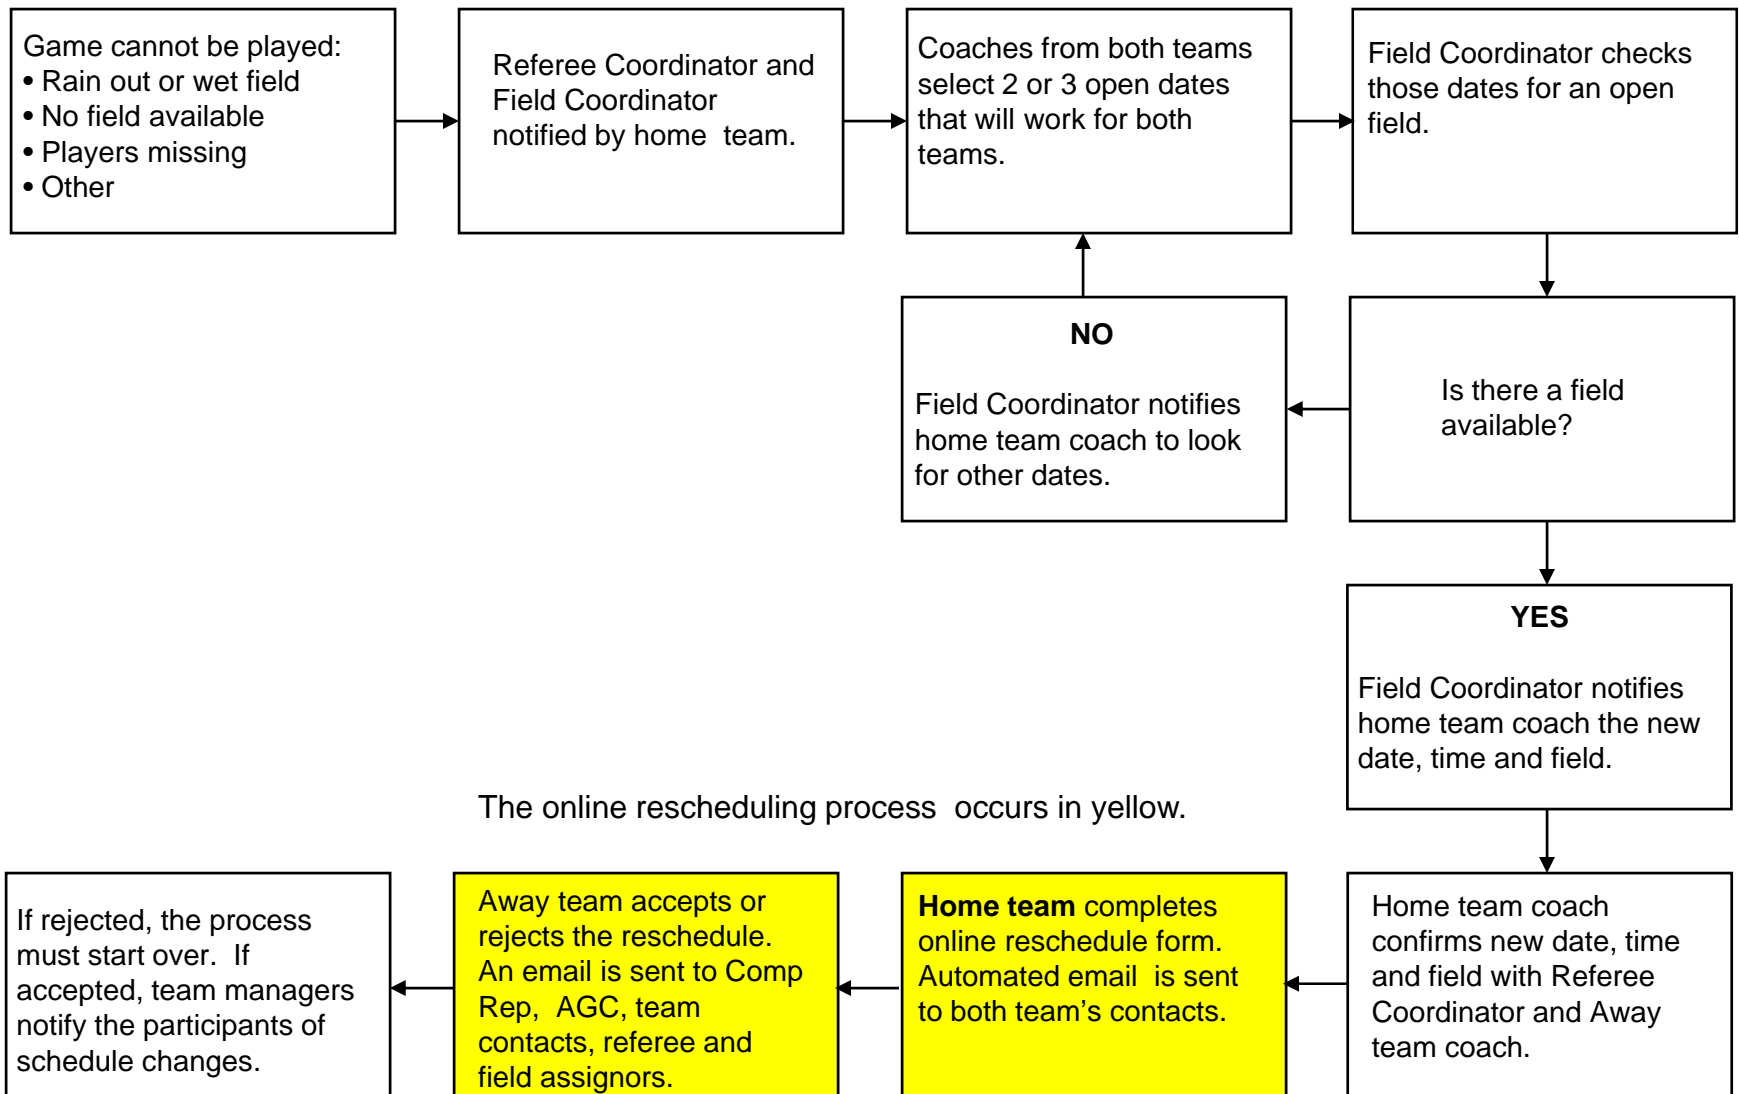 Game cannot be played:
• Rain out or wet field
• No field available
• Players missing
• Other
Referee Coordinator and
Field Coordinator
notified by home  team.
Coaches from both teams
select 2 or 3 open dates
that will work for both
teams.
Field Coordinator checks
those dates for an open
field.
NO
Field Coordinator notifies
home team coach to look
for other dates.
Is there a field
available?
YES
Field Coordinator notifies
home team coach the new
date, time and field.
The online rescheduling process  occurs in yellow.
If rejected, the process
must start over.  If
accepted, team managers
notify the participants of
schedule changes.
Away team accepts or
rejects the reschedule.
An email is sent to Comp
Rep,  AGC, team
contacts, referee and
field assignors.
Home team completes
online reschedule form.
Automated email  is sent
to both team’s contacts.
Home team coach
confirms new date, time
and field with Referee
Coordinator and Away
team coach.